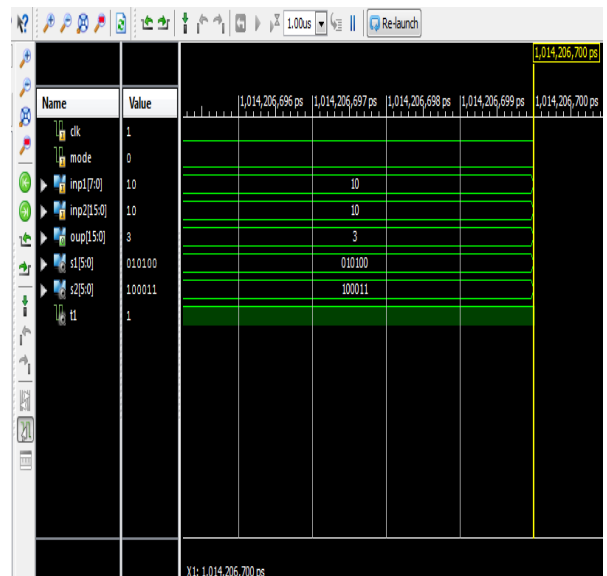 1.00us Re-launch
1,014,206,700 ps
Name Value 1,014,206,696 ps 1,014,206,697 ps 1,014,206,698 ps 1,014,206,699 ps 1,014,206,700 ps
clk 1
mode 0
inp1[7:0] 10 10
inp2[15:0] 10 10
oup[15:0] 3 3
s1[5:0] 010100 010100
s2[5:0] 100011 100011
t1 1
X1: 1,014,206,700 ps